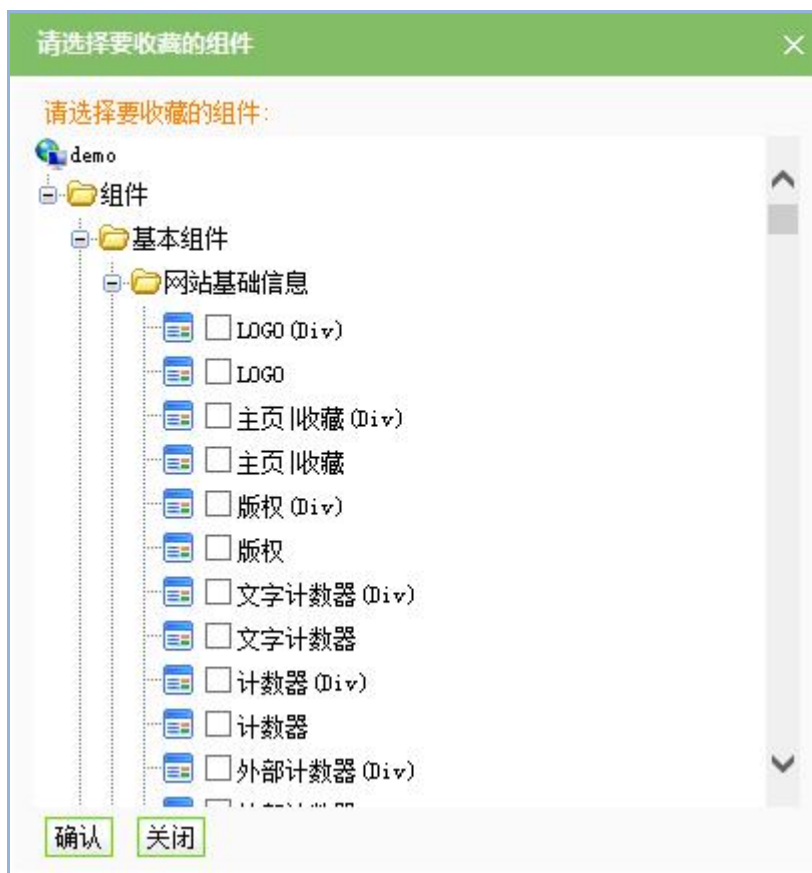 请选择要收藏的组件
请选择要收藏的组件:
demo
组件
基本组件
网站基础信息
LOGO(Div)
LOGO
主页|收藏(Div)
主页|收藏
版权(Div)
版权
文字计数器(Div)
文字计数器
计数器(Div)
计数器
外部计数器(Div)
确认 关闭